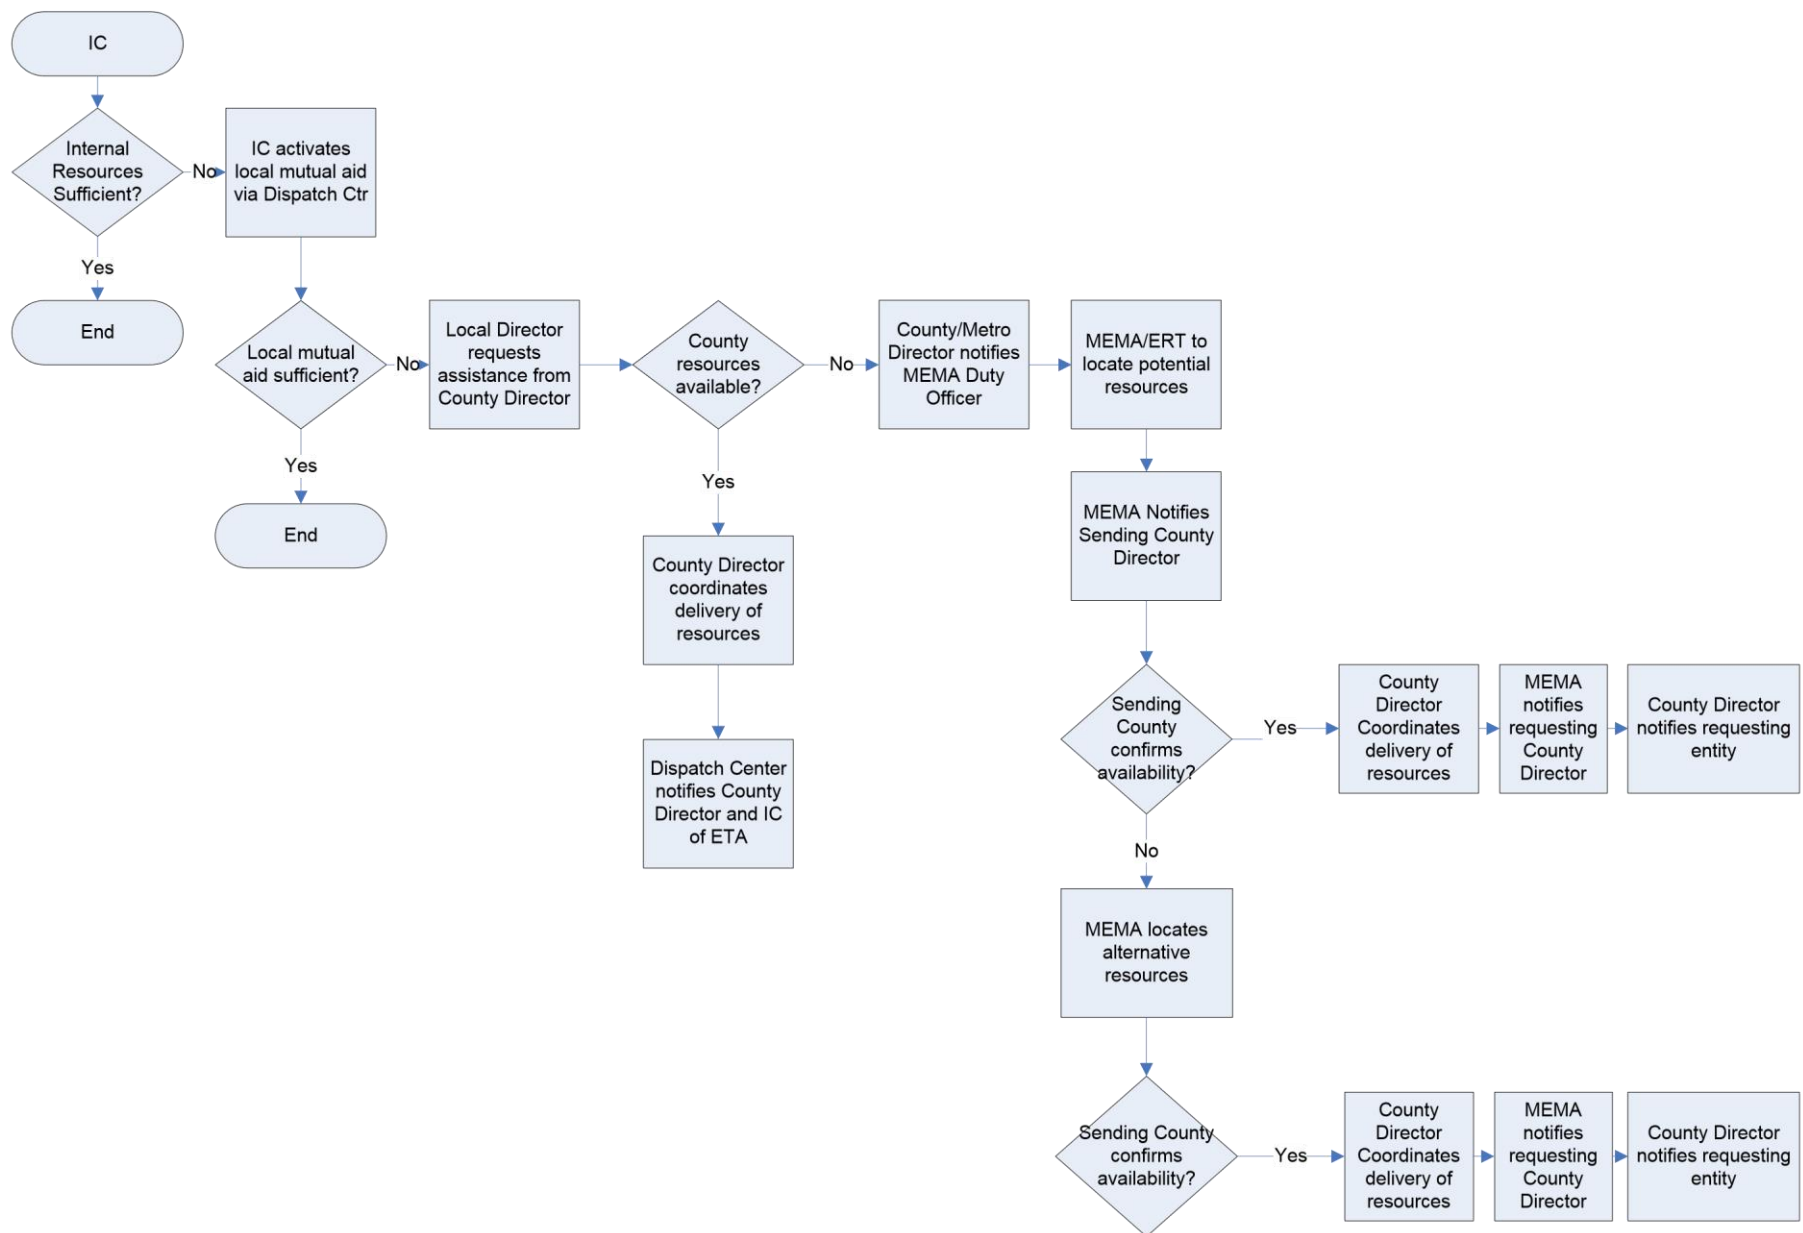 IC
Internal
Resources
Sufficient?
No
IC activates
local mutual aid
via Dispatch Ctr
Yes
End
Local mutual
aid sufficient?
No
Local Director
requests
assistance from
County Director
County
resources
available?
No
County/Metro
Director notifies
MEMA Duty
Officer
MEMA/ERT to
locate potential
resources
Yes
End
Yes
County Director
coordinates
delivery of
resources
Dispatch Center
notifies County
Director and IC
of ETA
MEMA Notifies
Sending County
Director
Sending
County
confirms
availability?
Yes
County
Director
Coordinates
delivery of
resources
MEMA
notifies
requesting
County
Director
County Director
notifies requesting
entity
No
MEMA locates
alternative
resources
Sending County
confirms
availability?
Yes
County
Director
Coordinates
delivery of
resources
MEMA
notifies
requesting
County
Director
County Director
notifies requesting
entity